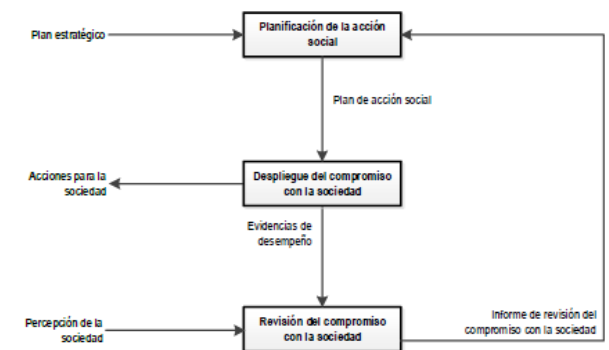 Plan estratégico
Planificación de la acción
social
Plan de acción social
Acciones para la
sociedad
Despliegue del compromiso
con la sociedad
Evidencias de
desempeño
Percepción de la
sociedad
Revisión del compromiso
con la sociedad
Informe de revisión del
compromiso con la sociedad